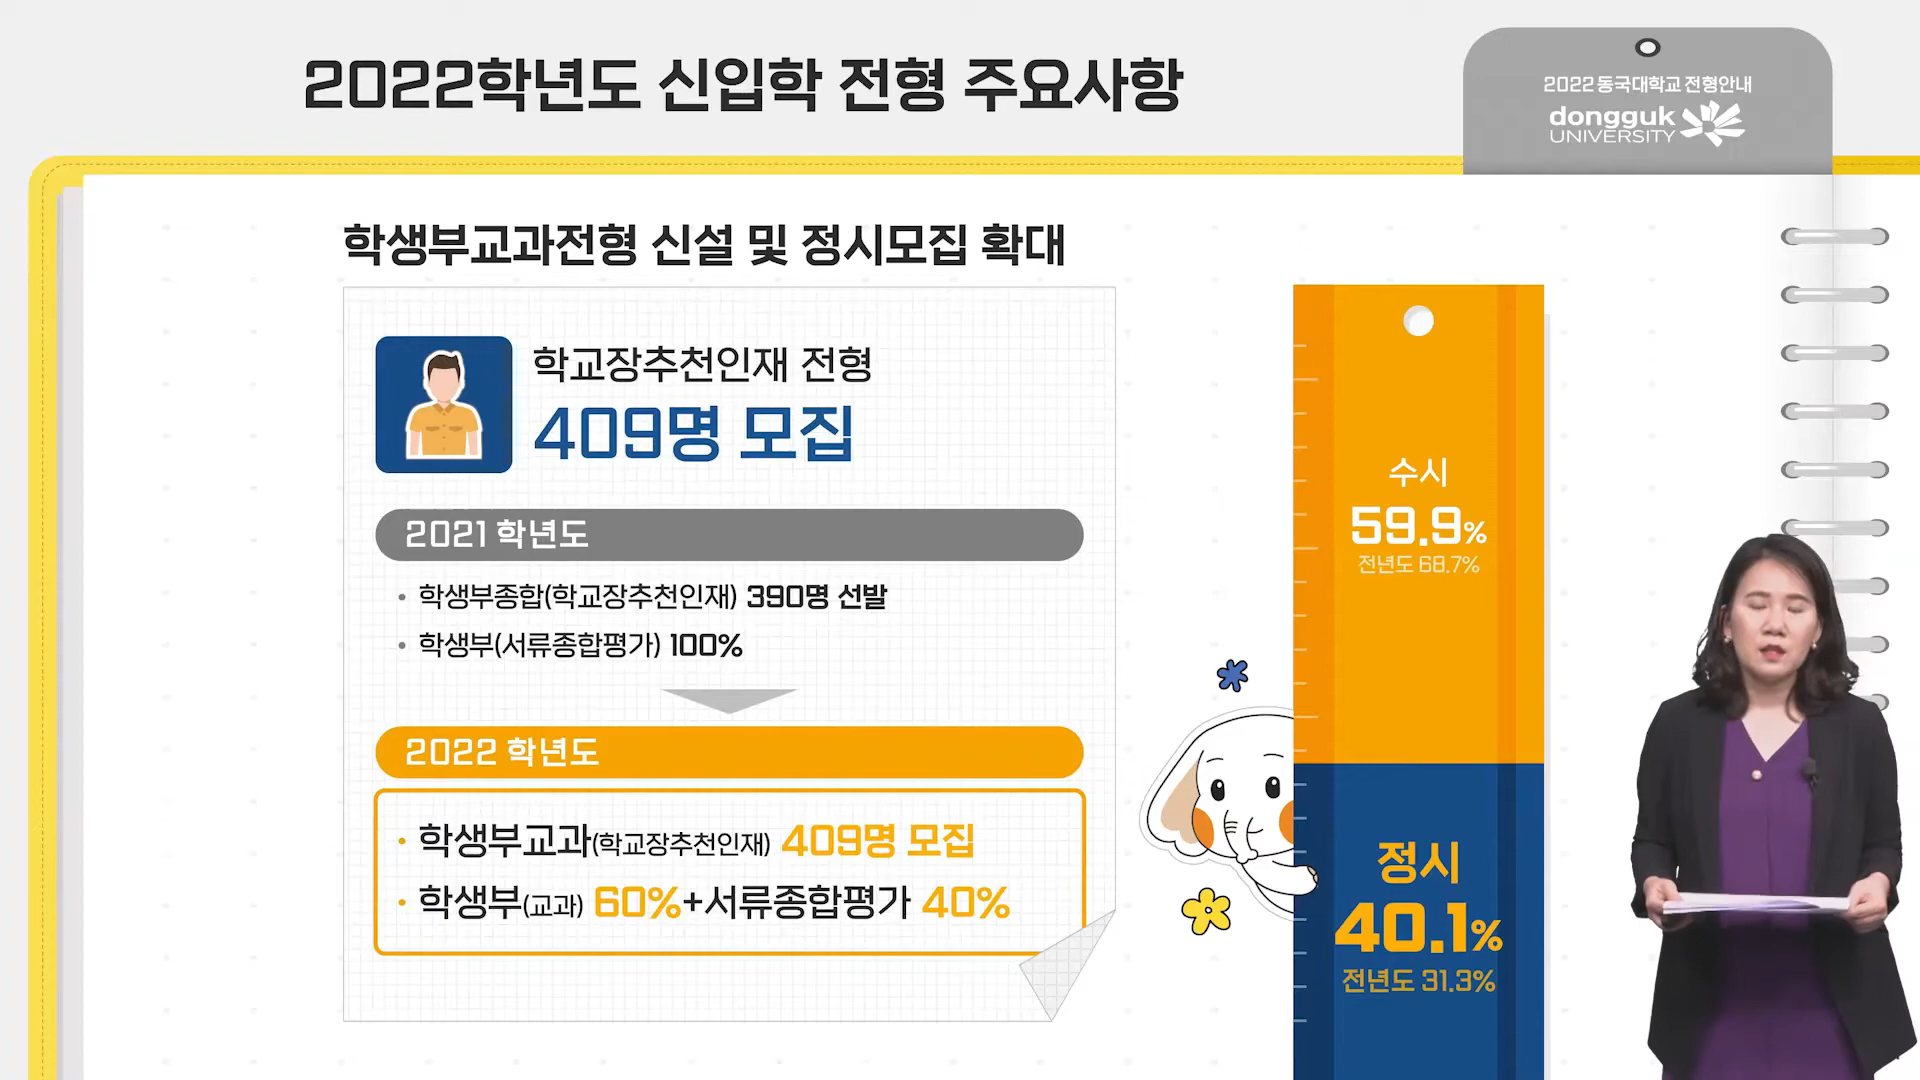 2022학년도 신입학 전형 주요사항
2022 동국대학교 전형안내
dongguk
UNIVERSITY
학생부교과전형 신설 및 정시모집 확대
학교장추천인재 전형
409명 모집
2021 학년도
• 학생부종합(학교장추천인재) 390명 선발
• 학생부(서류종합평가) 100%
2022 학년도
• 학생부교과(학교장추천인재) 409명 모집
• 학생부(교과) 60%+서류종합평가 40%
수시
59.9%
전년도 68.7%
정시
40.1%
전년도 31.3%